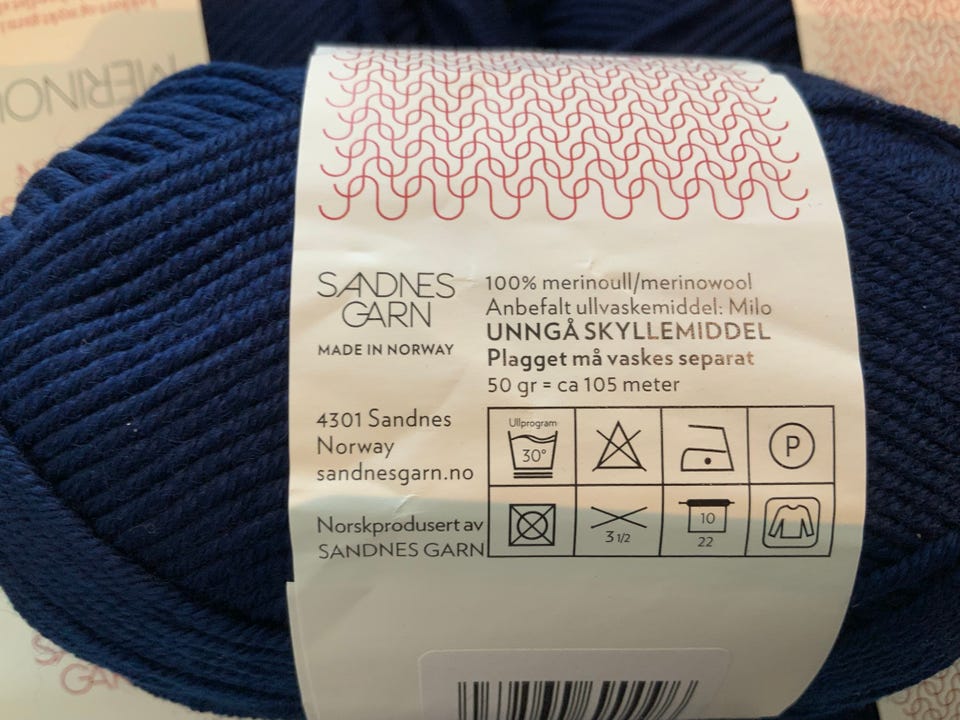 MERINOU
SANDNES
GARN
MADE IN NORWAY
4301 Sandnes
Norway
sandnesgarn.no
Norskprodusert av
SANDNES GARN
100% merinoull/merinowool
Anbefalt ullvaskemiddel: Milo
UNNGÅ SKYLLEMIDDEL
Plagget må vaskes separat
50 gr = ca 105 meter
Ullprogram
30°
P
3 1/2
10
22